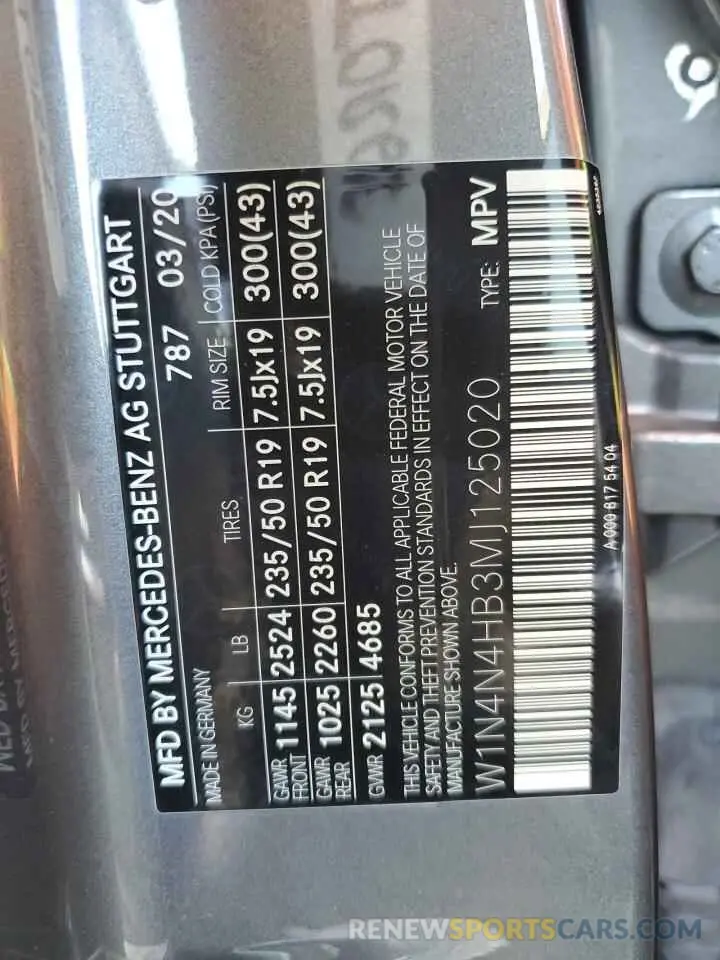 MFD BY MERCEDES-BENZ AG STUTTGART
MADE IN GERMANY 787 03/20
KG LB TIRES RIM SIZE COLD KPA (PSI)
GAWR FRONT 1145 2524 235/50 R19 7.5Jx19 300(43)
GAWR REAR 1025 2260 235/50 R19 7.5Jx19 300(43)
GVWR 2125 4685
THIS VEHICLE CONFORMS TO ALL APPLICABLE FEDERAL MOTOR VEHICLE
SAFETY AND THEFT PREVENTION STANDARDS IN EFFECT ON THE DATE OF
MANUFACTURE SHOWN ABOVE.
W1N4N4HB3MJ125020 TYPE: MPV
A 000 817 54 04
RENEWSPORTSCARS.COM